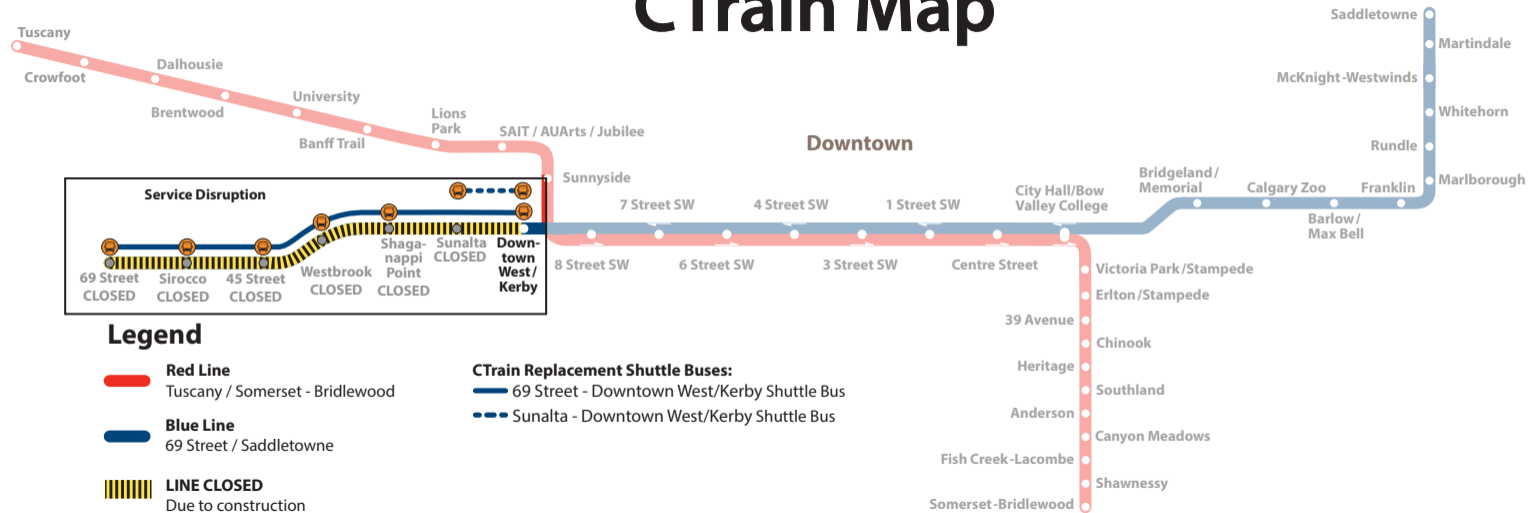 CTrain Map
Tuscany
Crowfoot
Dalhousie
Brentwood
University
Banff Trail
Lions
Park
SAIT / AUArts / Jubilee
Sunnyside
Downtown
Service Disruption
69 Street
CLOSED
Sirocco
CLOSED
45 Street
CLOSED
Westbrook
CLOSED
Shaga-
nappi
Point
CLOSED
Sunalta
CLOSED
Down-
town
West/
Kerby
8 Street SW
7 Street SW
6 Street SW
4 Street SW
3 Street SW
1 Street SW
Centre Street
City Hall/Bow
Valley College
Bridgeland/
Memorial
Calgary Zoo
Barlow/
Max Bell
Franklin
Marlborough
Rundle
Whitehorn
McKnight-Westwinds
Martindale
Saddletowne
Victoria Park/Stampede
Erlton/Stampede
39 Avenue
Chinook
Heritage
Southland
Anderson
Canyon Meadows
Fish Creek-Lacombe
Shawnessy
Somerset-Bridlewood
Legend
Red Line
Tuscany / Somerset - Bridlewood
Blue Line
69 Street / Saddletowne
LINE CLOSED
Due to construction
CTrain Replacement Shuttle Buses:
69 Street - Downtown West/Kerby Shuttle Bus
Sunalta - Downtown West/Kerby Shuttle Bus